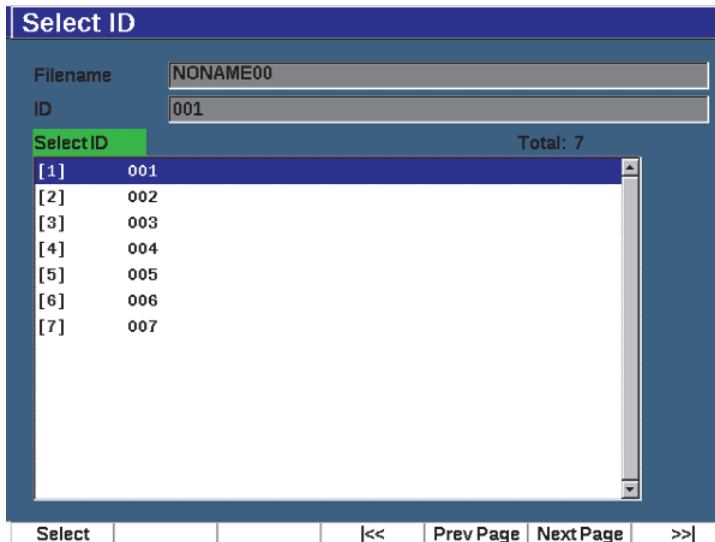 Select ID
Filename NONAME00
ID 001
Select ID Total: 7
[1] 001
[2] 002
[3] 003
[4] 004
[5] 005
[6] 006
[7] 007
Select |<< Prev Page Next Page >>|